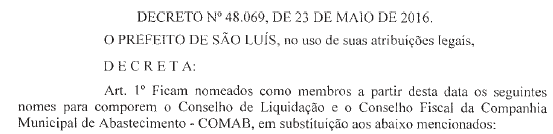 DECRETO Nº 48.069, DE 23 DE MAIO DE 2016.
O PREFEITO DE SÃO LUÍS, no uso de suas atribuições legais,
D E C R E T A:
Art. 1º Ficam nomeados como membros a partir desta data os seguintes
nomes para comporem o Conselho de Liquidação e o Conselho Fiscal da Companhia
Municipal de Abastecimento - COMAB, em substituição aos abaixo mencionados: